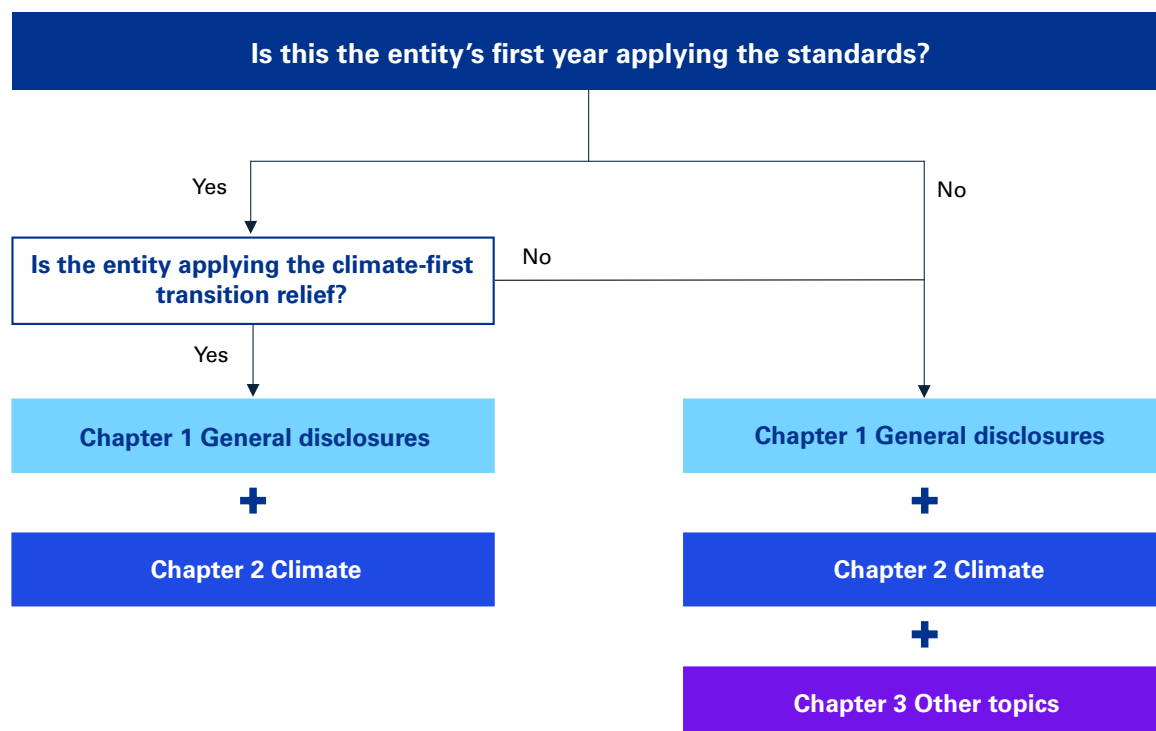 Is this the entity’s first year applying the standards?
Yes
No
Is the entity applying the climate-first
transition relief?
No
Yes
Chapter 1 General disclosures
Chapter 1 General disclosures
+
+
Chapter 2 Climate
Chapter 2 Climate
+
Chapter 3 Other topics